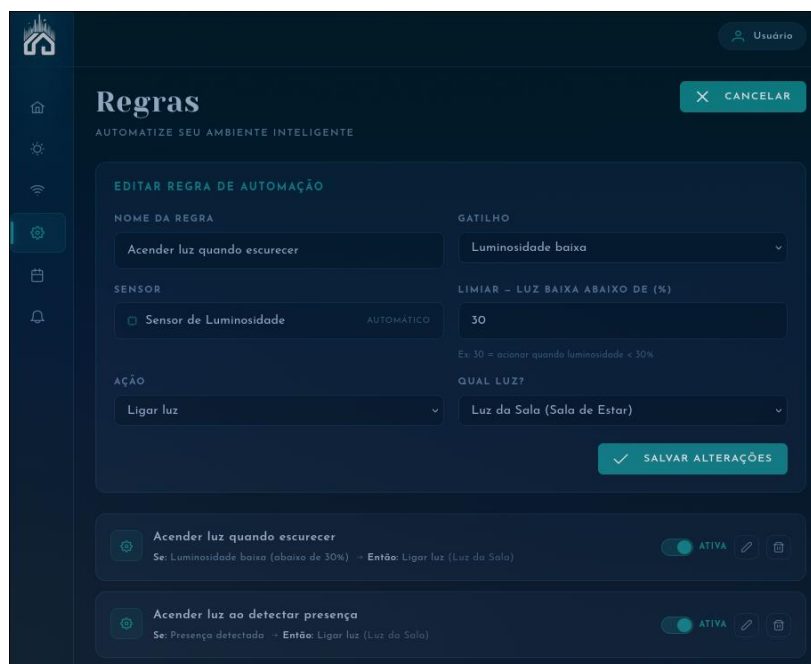 Usuário
Regras
CANCELAR
AUTOMATIZE SEU AMBIENTE INTELIGENTE
EDITAR REGRA DE AUTOMAÇÃO
NOME DA REGRA
Acender luz quando escurecer
GATILHO
Luminosidade baixa
SENSOR
Sensor de Luminosidade AUTOMÁTICO
LIMIAR – LUZ BAIXA ABAIXO DE (%)
30
Ex: 30 = acionar quando luminosidade < 30%
AÇÃO
Ligar luz
QUAL LUZ?
Luz da Sala (Sala de Estar)
SALVAR ALTERAÇÕES
Acender luz quando escurecer
Se: Luminosidade baixa (abaixo de 30%) → Então: Ligar luz (Luz da Sala)
ATIVA
Acender luz ao detectar presença
Se: Presença detectada → Então: Ligar luz (Luz da Sala)
ATIVA